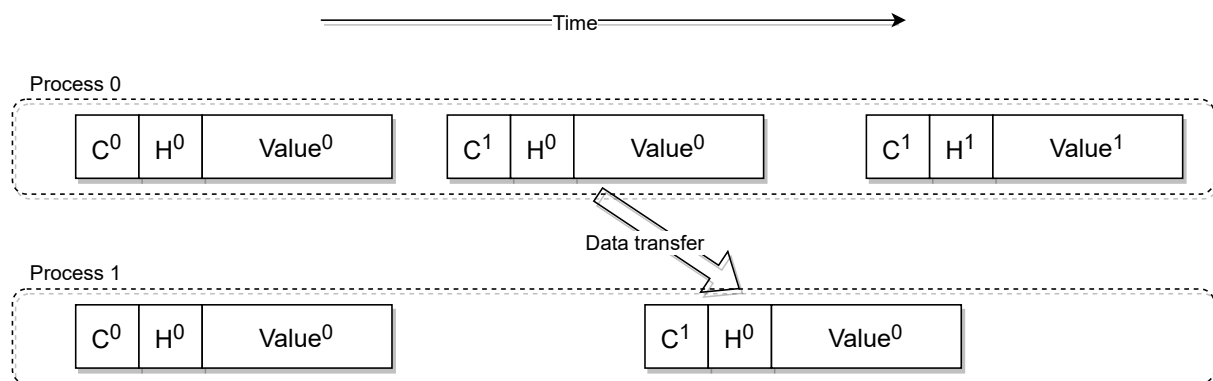 Time
Process 0
C⁰ H⁰ Value⁰ C¹ H⁰ Value⁰ C¹ H¹ Value¹
Data transfer
Process 1
C⁰ H⁰ Value⁰ C¹ H⁰ Value⁰